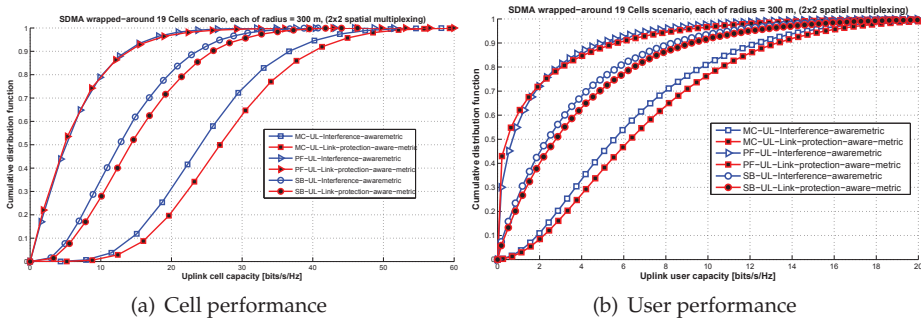 SDMA wrapped-around 19 Cells scenario, each of radius = 300 m, (2x2 spatial multiplexing)
Cumulative distribution function
1
0.9
0.8
0.7
0.6
0.5
0.4
0.3
0.2
0.1
0
MC-UL-Interference-awaremetric
MC-UL-Link-protection-aware-metric
PF-UL-Interference-awaremetric
PF-UL-Link-protection-aware-metric
SB-UL-Interference-awaremetric
SB-UL-Link-protection-aware-metric
0 10 20 30 40 50 60
Uplink cell capacity [bits/s/Hz]
(a) Cell performance
SDMA wrapped-around 19 Cells scenario, each of radius = 300 m, (2x2 spatial multiplexing)
Cumulative distribution function
1
0.9
0.8
0.7
0.6
0.5
0.4
0.3
0.2
0.1
0
MC-UL-Interference-awaremetric
MC-UL-Link-protection-aware-metric
PF-UL-Interference-awaremetric
PF-UL-Link-protection-aware-metric
SB-UL-Interference-awaremetric
SB-UL-Link-protection-aware-metric
0 2 4 6 8 10 12 14 16 18 20
Uplink user capacity [bits/s/Hz]
(b) User performance